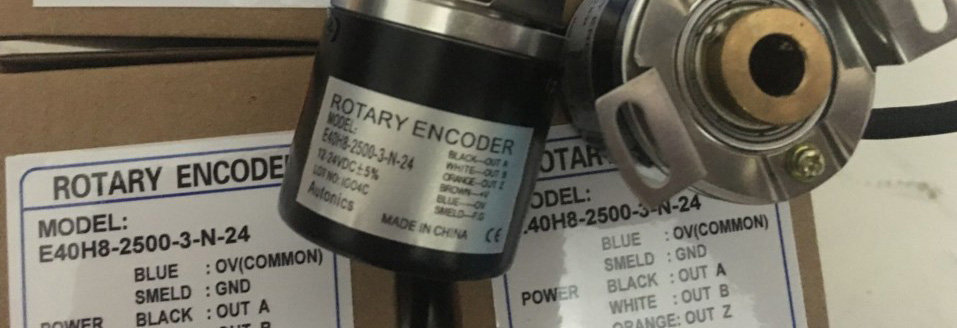 ROTARY ENCODE
MODEL:
E40H8-2500-3-N-24
BLUE : OV(COMMON)
SMELD : GND
POWER BLACK : OUT A
ROTARY ENCODER
MODEL:
E40H8-2500-3-N-24
12-24VDC±5%
LOT NO:
Autonics
BLACK—OUT A
WHITE—OUT B
ORANGE—OUT Z
BROWN—+V
BLUE—OV
SMELD—F.G
MADE IN CHINA CE
OTAR
ODEL:
.40H8-2500-3-N-24
BLUE : OV(COMMON)
SMELD : GND
POWER BLACK : OUT A
WHITE : OUT B
ORANGE: OUT Z